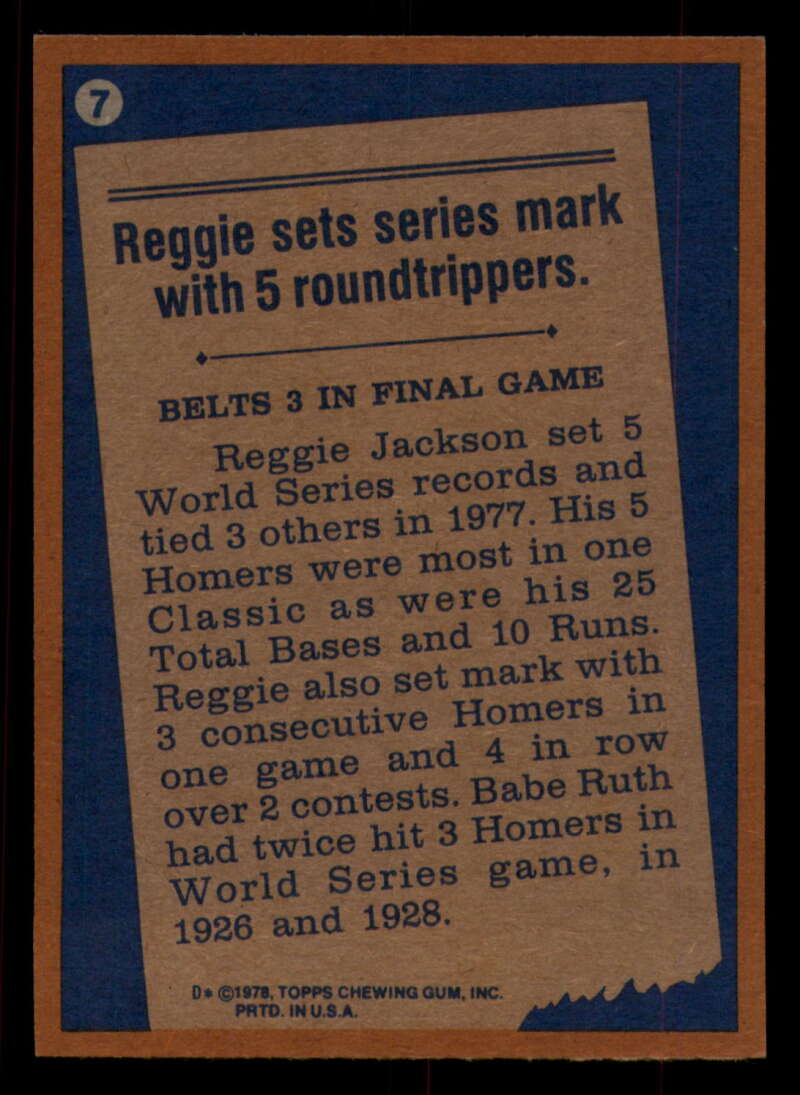 7
Reggie sets series mark
with 5 roundtrippers.
BELTS 3 IN FINAL GAME
Reggie Jackson set 5
World Series records and
tied 3 others in 1977. His 5
Homers were most in one
Classic as were his 25
Total Bases and 10 Runs.
Reggie also set mark with
3 consecutive Homers in
one game and 4 in row
over 2 contests. Babe Ruth
had twice hit 3 Homers in
World Series game, in
1926 and 1928.
D* ©1978, TOPPS CHEWING GUM, INC.
PRTD. IN U.S.A.